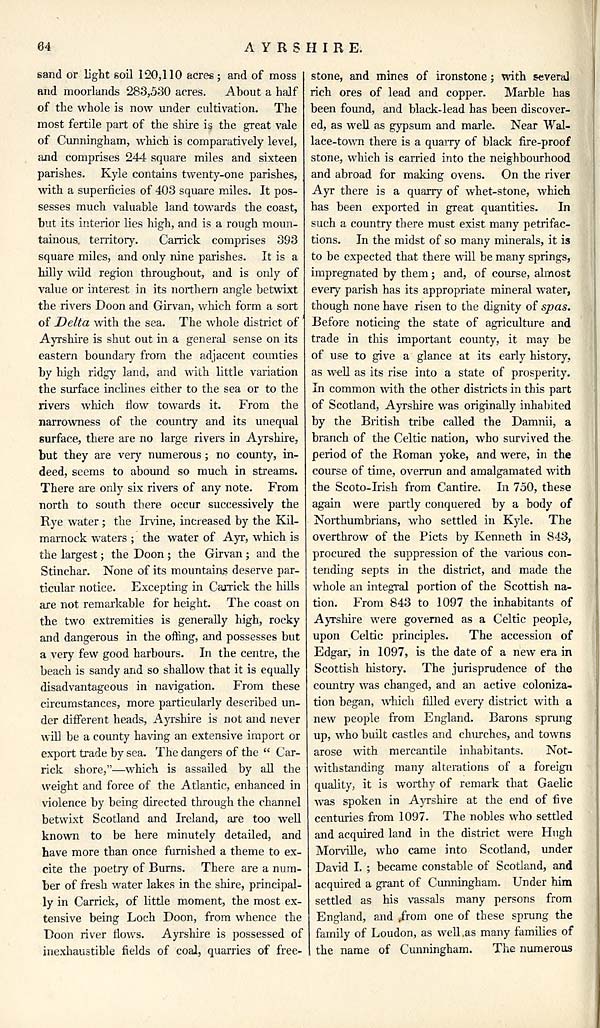 64
AYRSHIRE.
sand or light soil 120,110 acres; and of moss
and moorlands 283,530 acres. About a half
of the whole is now under cultivation. The
most fertile part of the shire is the great vale
of Cunningham, which is comparatively level,
and comprises 244 square miles and sixteen
parishes. Kyle contains twenty-one parishes,
with a superficies of 403 square miles. It pos-
sesses much valuable land towards the coast,
but its interior lies high, and is a rough moun-
tainous, territory. Carrick comprises 393
square miles, and only nine parishes. It is a
hilly wild region throughout, and is only of
value or interest in its northern angle betwixt
the rivers Doon and Girvan, which form a sort
of Delta with the sea. The whole district of
Ayrshire is shut out in a general sense on its
eastern boundary from the adjacent counties
by high ridgy land, and with little variation
the surface inclines either to the sea or to the
rivers which flow towards it. From the
narrowness of the country and its unequal
surface, there are no large rivers in Ayrshire,
but they are very numerous; no county, in-
deed, seems to abound so much in streams.
There are only six rivers of any note. From
north to south there occur successively the
Rye water; the Irvine, increased by the Kil-
marnock waters; the water of Ayr, which is
the largest; the Doon; the Girvan; and the
Stinchar. None of its mountains deserve par-
ticular notice. Excepting in Carrick the hills
are not remarkable for height. The coast on
the two extremities is generally high, rocky
and dangerous in the offing, and possesses but
a very few good harbours. In the centre, the
beach is sandy and so shallow that it is equally
disadvantageous in navigation. From these
circumstances, more particularly described un-
der different heads, Ayrshire is not and never
will be a county having an extensive import or
export trade by sea. The dangers of the “ Car-
rick shore,”—which is assailed by all the
weight and force of the Atlantic, enhanced in
violence by being directed through the channel
betwixt Scotland and Ireland, are too well
known to be here minutely detailed, and
have more than once furnished a theme to ex-
cite the poetry of Burns. There are a num-
ber of fresh water lakes in the shire, principal-
ly in Carrick, of little moment, the most ex-
tensive being Loch Doon, from whence the
Doon river flows. Ayrshire is possessed of
inexhaustible fields of coal, quarries of free-
stone, and mines of ironstone; with several
rich ores of lead and copper. Marble has
been found, and black-lead has been discover-
ed, as well as gypsum and marle. Near Wal-
lace-town there is a quarry of black fire-proof
stone, which is carried into the neighbourhood
and abroad for making ovens. On the river
Ayr there is a quarry of whet-stone, which
has been exported in great quantities. In
such a country there must exist many petrifac-
tions. In the midst of so many minerals, it is
to be expected that there will be many springs,
impregnated by them; and, of course, almost
every parish has its appropriate mineral water,
though none have risen to the dignity of spas.
Before noticing the state of agriculture and
trade in this important county, it may be
of use to give a glance at its early history,
as well as its rise into a state of prosperity.
In common with the other districts in this part
of Scotland, Ayrshire was originally inhabited
by the British tribe called the Damnii, a
branch of the Celtic nation, who survived the
period of the Roman yoke, and were, in the
course of time, overrun and amalgamated with
the Scoto-Irish from Cantire. In 750, these
again were partly conquered by a body of
Northumbrians, who settled in Kyle. The
overthrow of the Picts by Kenneth in 843,
procured the suppression of the various con-
tending septs in the district, and made the
whole an integral portion of the Scottish na-
tion. From 843 to 1097 the inhabitants of
Ayrshire were governed as a Celtic people,
upon Celtic principles. The accession of
Edgar, in 1097, is the date of a new era in
Scottish history. The jurisprudence of the
country was changed, and an active coloniza-
tion began, which filled every district with a
new people from England. Barons sprung
up, who built castles and churches, and towns
arose with mercantile inhabitants. Not-
withstanding many alterations of a foreign
quality, it is worthy of remark that Gaelic
was spoken in Ayrshire at the end of five
centuries from 1097. The nobles who settled
and acquired land in the district were Hugh
Morville, who came into Scotland, under
David I. ; became constable of Scotland, and
acquired a grant of Cunningham. Under him
settled as his vassals many persons from
England, and from one of these sprung the
family of Loudon, as well as many families of
the name of Cunningham. The numerous